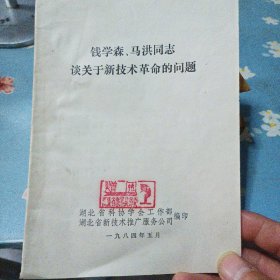 钱学森、马洪同志
谈关于新技术革命的问题
湖北省科协学会工作部
湖北省新技术推广服务公司
编印
一九八四年五月